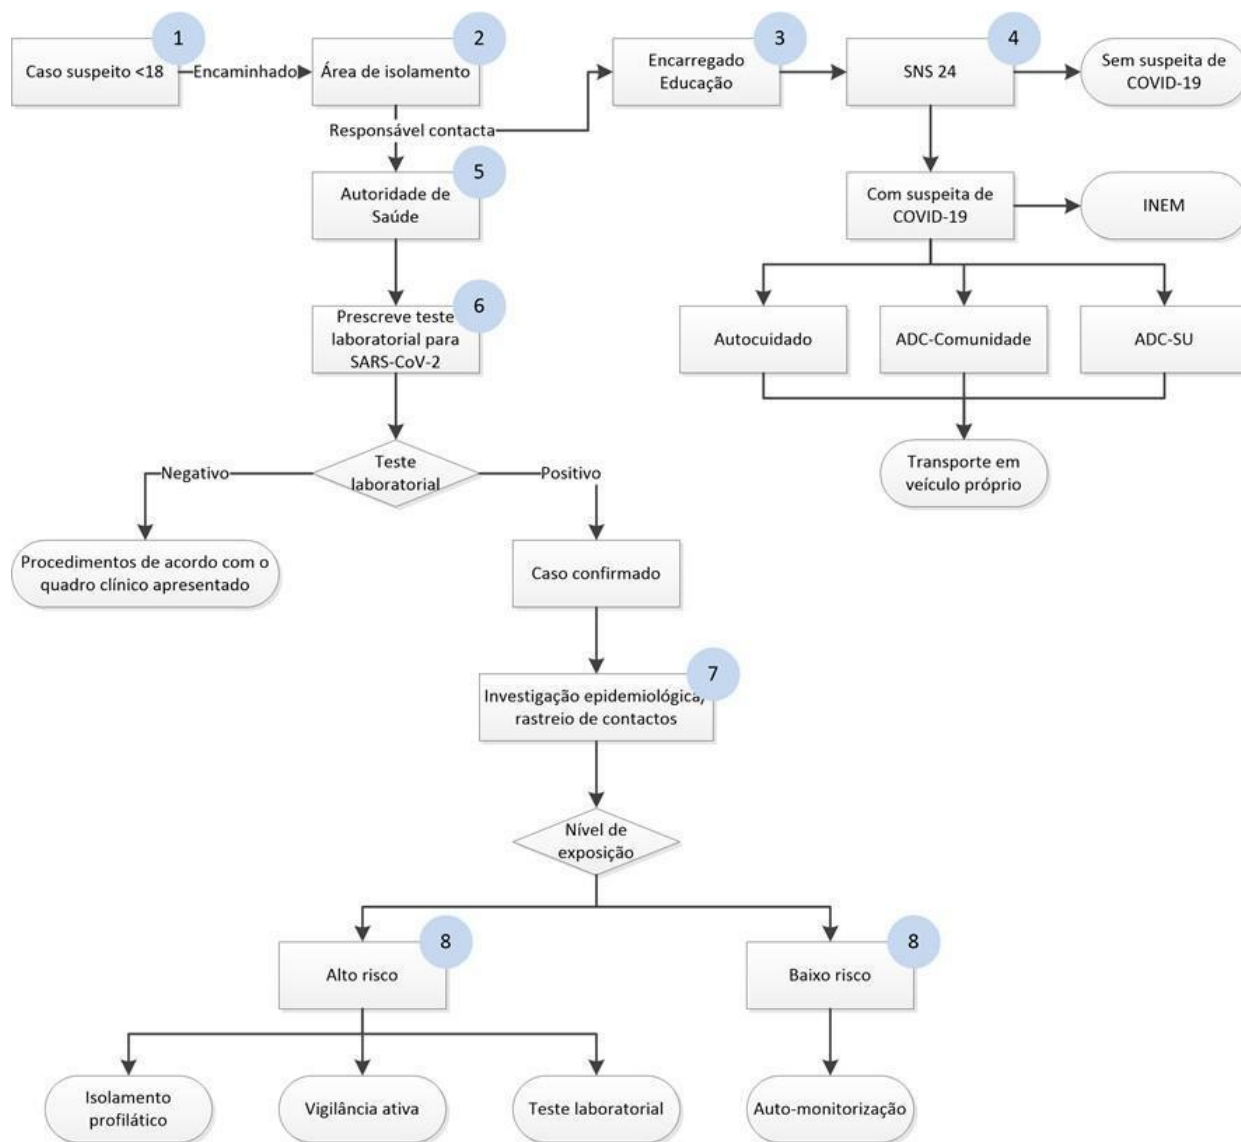 1
Caso suspeito <18
Encaminhado
2
Área de isolamento
3
Encarregado
Educação
4
SNS 24
Sem suspeita de
COVID-19
Responsável contacta
5
Autoridade de
Saúde
Com suspeita de
COVID-19
INEM
6
Prescreve teste
laboratorial para
SARS-CoV-2
Autocuidado
ADC-Comunidade
ADC-SU
Transporte em
veículo próprio
Negativo
Teste
laboratorial
Positivo
Procedimentos de acordo com o
quadro clínico apresentado
Caso confirmado
7
Investigação epidemiológica/
rastreio de contactos
Nível de
exposição
8
Alto risco
8
Baixo risco
Isolamento
profilático
Vigilância ativa
Teste laboratorial
Auto-monitorização